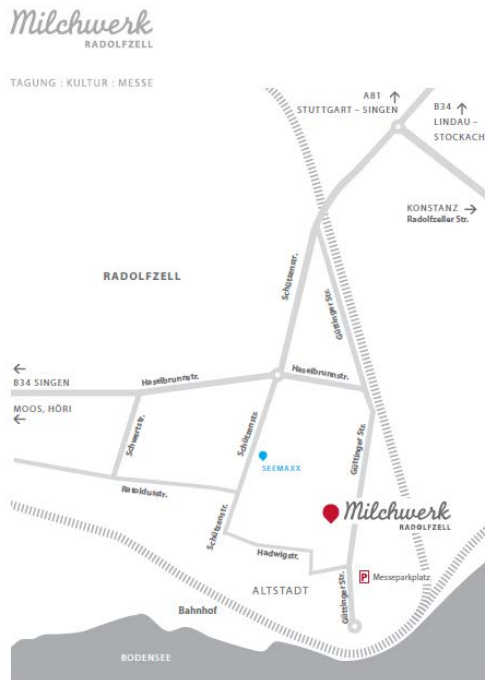 Milchwerk
RADOLFZELL
TAGUNG : KULTUR : MESSE
A81 ↑
STUTTGART – SINGEN
B34 ↑
LINDAU –
STOCKACH
KONSTANZ →
Radolfzeller Str.
RADOLFZELL
Schützenstr.
Güttinger Str.
←
B34 SINGEN
Haselbrunnstr.
Haselbrunnstr.
MOOS, HÖRI
←
Schwertstr.
Schützenstr.
Güttinger Str.
SEEMAXX
Ratoldusstr.
Schützenstr.
Milchwerk
RADOLFZELL
Hadwigstr.
P Messeparkplatz
ALTSTADT
Güttinger Str.
Bahnhof
BODENSEE